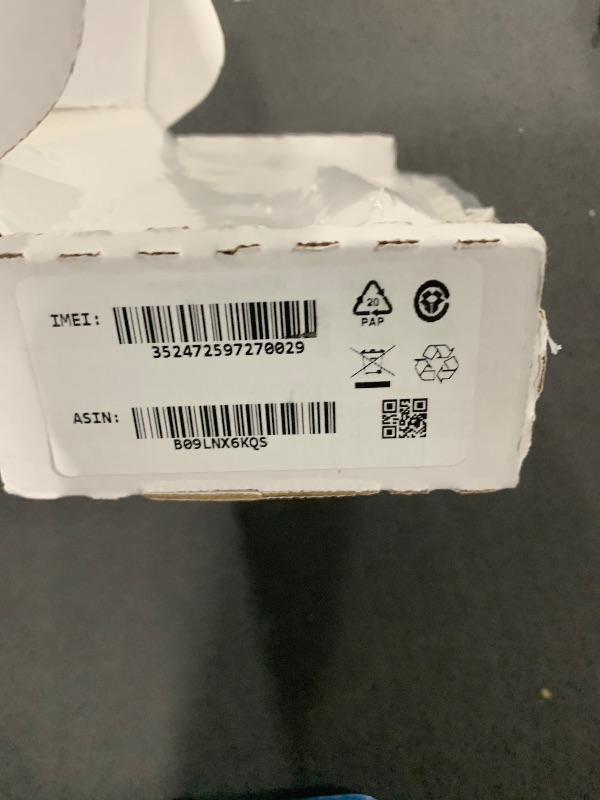 IMEI:
352472597270029
20
PAP
ASIN:
B09LNX6KQS